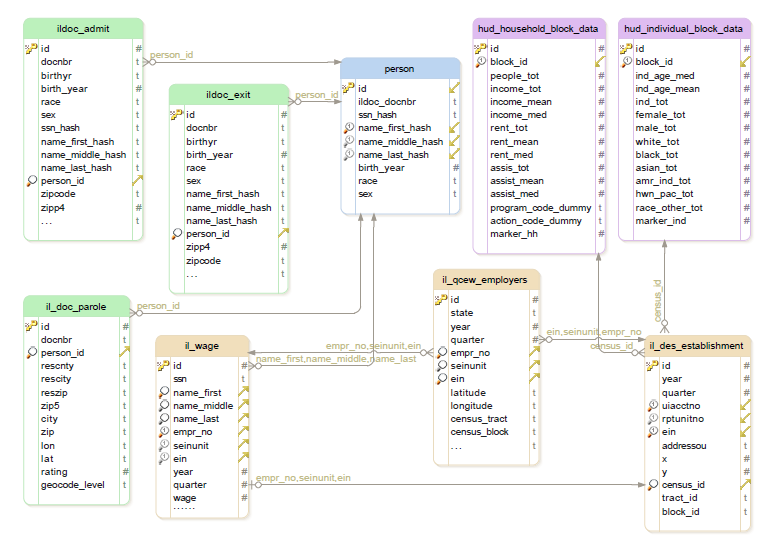 ildoc_admit
id #
docnbr t
birthyr t
birth_year #
race t
sex t
ssn_hash t
name_first_hash t
name_middle_hash t
name_last_hash t
person_id
zipcode t
zipp4 #
... t
person_id
ildoc_exit
id #
docnbr t
birthyr t
birth_year #
race t
sex t
name_first_hash t
name_middle_hash t
name_last_hash t
person_id
zipp4 #
zipcode t
... t
person_id
person
id
ildoc_docnbr t
ssn_hash t
name_first_hash
name_middle_hash
name_last_hash
birth_year #
race t
sex t
hud_household_block_data
id #
block_id
people_tot #
income_tot #
income_mean #
income_med #
rent_tot #
rent_mean #
rent_med #
assis_tot #
assist_mean #
assist_med #
program_code_dummy t
action_code_dummy t
marker_hh #
hud_individual_block_data
id #
block_id
ind_age_med #
ind_age_mean #
ind_tot #
female_tot #
male_tot #
white_tot #
black_tot #
asian_tot #
amr_ind_tot #
hwn_pac_tot #
race_other_tot #
marker_ind #
il_doc_parole
id #
docnbr t
person_id
rescnty t
rescity t
reszip t
zip5 t
city t
zip t
lon t
lat t
rating #
geocode_level t
person_id
il_wage
id #
ssn t
name_first
name_middle
name_last
empr_no
seinunit
ein
year #
quarter #
wage #
......
empr_no,seinunit,ein
name_first,name_middle,name_last
il_qcew_employers
id #
state t
year #
quarter #
empr_no
seinunit
ein
latitude t
longitude t
census_tract t
census_block t
... t
ein,seinunit,empr_no
census_id
census_id
il_des_establishment
id #
year #
quarter #
uiacctno
rptunitno
ein
addressou t
x #
y #
census_id
tract_id t
block_id t
empr_no,seinunit,ein